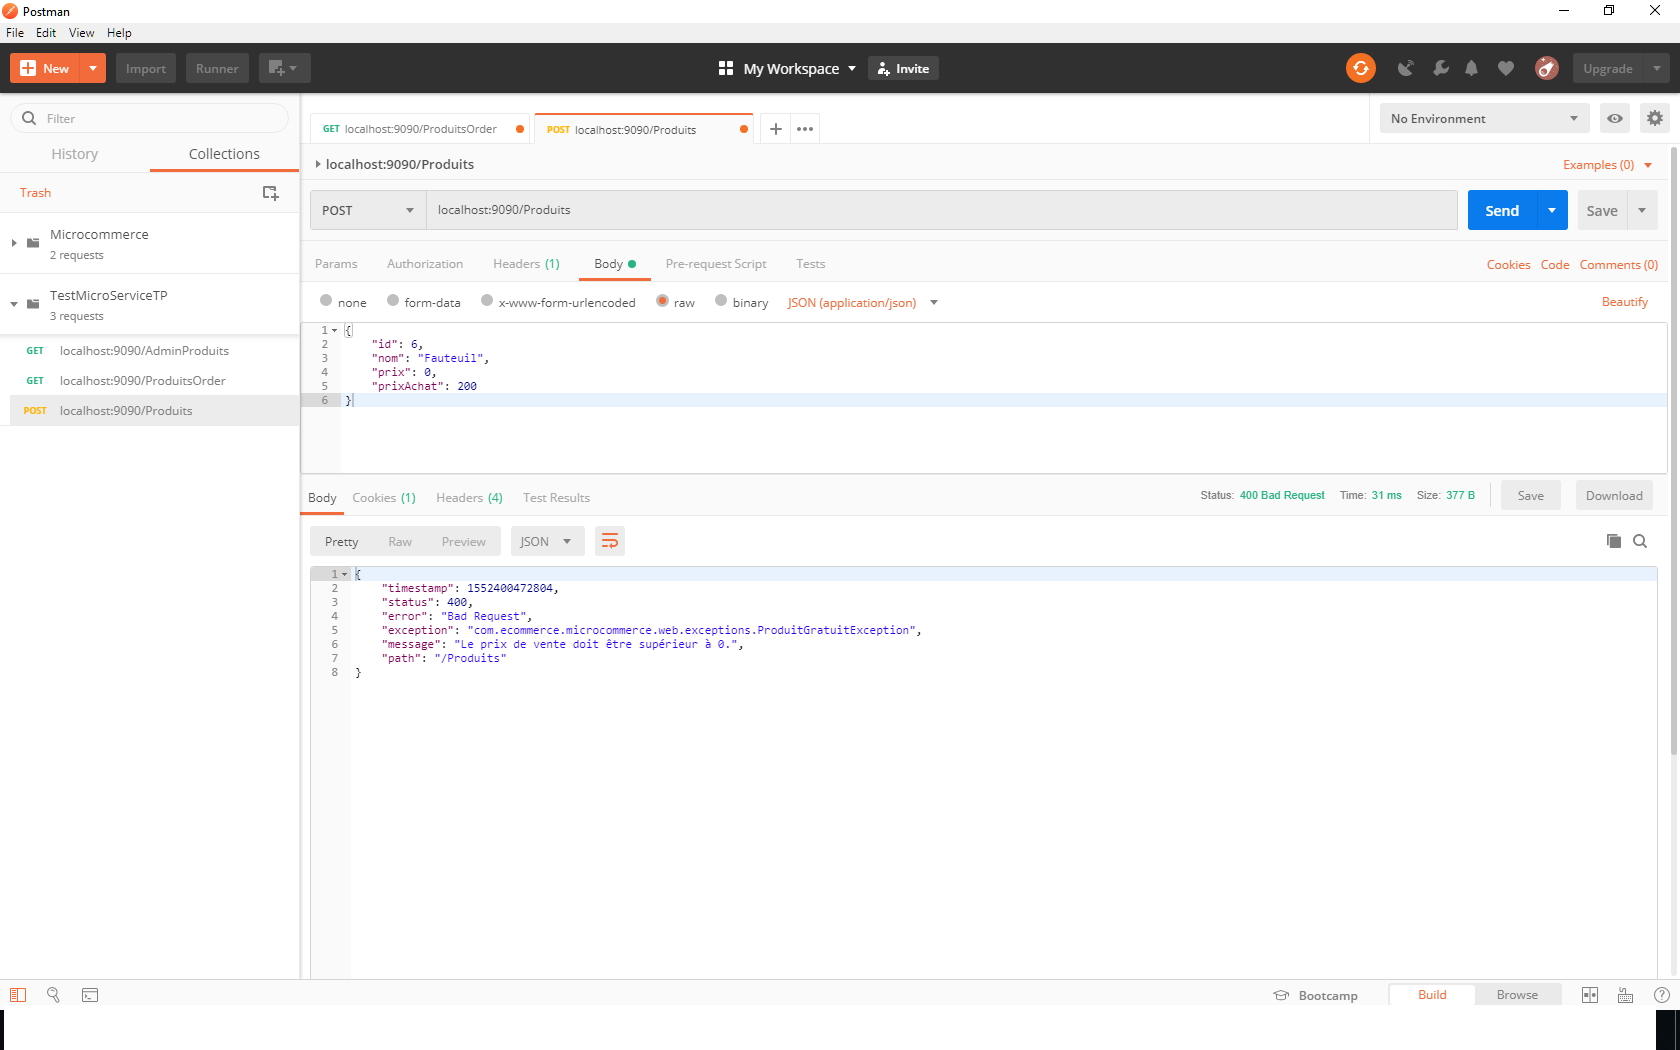 Postman
File Edit View Help
New Import Runner My Workspace Invite Upgrade
Filter
History Collections
Trash
Microcommerce
2 requests
TestMicroServiceTP
3 requests
GET localhost:9090/AdminProduits
GET localhost:9090/ProduitsOrder
POST localhost:9090/Produits
GET localhost:9090/ProduitsOrder POST localhost:9090/Produits No Environment
localhost:9090/Produits Examples (0)
POST localhost:9090/Produits Send Save
Params Authorization Headers (1) Body Pre-request Script Tests Cookies Code Comments (0)
none form-data x-www-form-urlencoded raw binary JSON (application/json) Beautify
1 {
2 "id": 6,
3 "nom": "Fauteuil",
4 "prix": 0,
5 "prixAchat": 200
6 }
Body Cookies (1) Headers (4) Test Results Status: 400 Bad Request Time: 31 ms Size: 377 B Save Download
Pretty Raw Preview JSON
1 {
2 "timestamp": 1552400472804,
3 "status": 400,
4 "error": "Bad Request",
5 "exception": "com.ecommerce.microcommerce.web.exceptions.ProduitGratuitException",
6 "message": "Le prix de vente doit être supérieur à 0.",
7 "path": "/Produits"
8 }
Bootcamp Build Browse